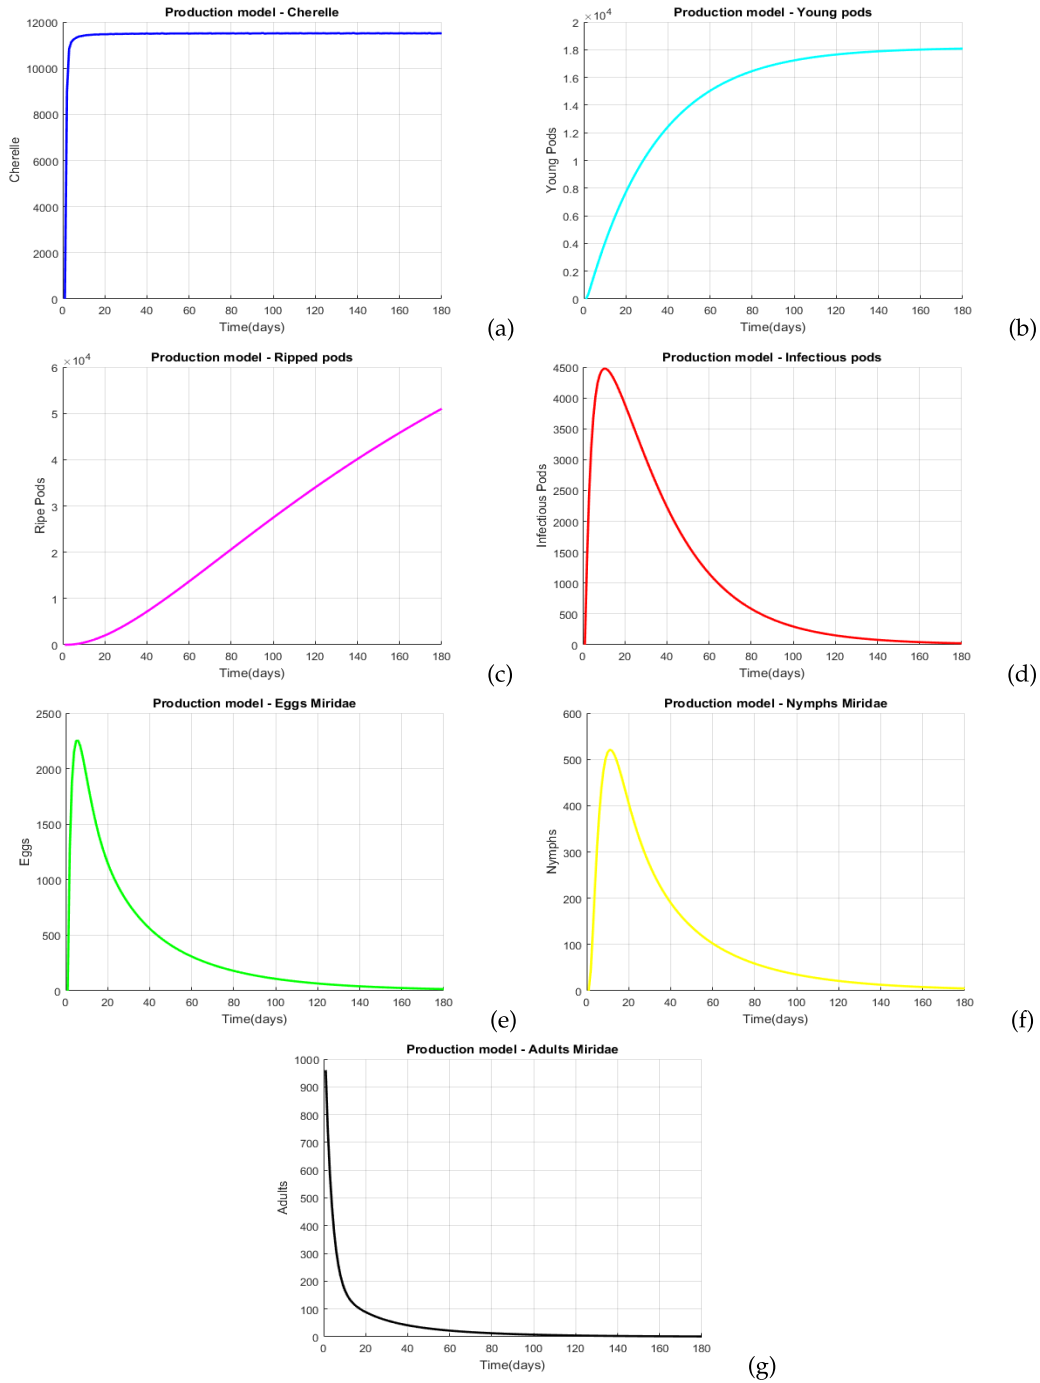 Production model - Cherelle
12000
10000
8000
6000
4000
2000
0
Cherelle
0 20 40 60 80 100 120 140 160 180
Time(days)
(a)
Production model - Young pods
×10^4
2
1.8
1.6
1.4
1.2
1
0.8
0.6
0.4
0.2
0
Young Pods
0 20 40 60 80 100 120 140 160 180
Time(days)
(b)
Production model - Ripped pods
×10^4
6
5
4
3
2
1
0
Ripe Pods
0 20 40 60 80 100 120 140 160 180
Time(days)
(c)
Production model - Infectious pods
4500
4000
3500
3000
2500
2000
1500
1000
500
0
Infectious Pods
0 20 40 60 80 100 120 140 160 180
Time(days)
(d)
Production model - Eggs Miridae
2500
2000
1500
1000
500
0
Eggs
0 20 40 60 80 100 120 140 160 180
Time(days)
(e)
Production model - Nymphs Miridae
600
500
400
300
200
100
0
Nymphs
0 20 40 60 80 100 120 140 160 180
Time(days)
(f)
Production model - Adults Miridae
1000
900
800
700
600
500
400
300
200
100
0
Adults
0 20 40 60 80 100 120 140 160 180
Time(days)
(g)